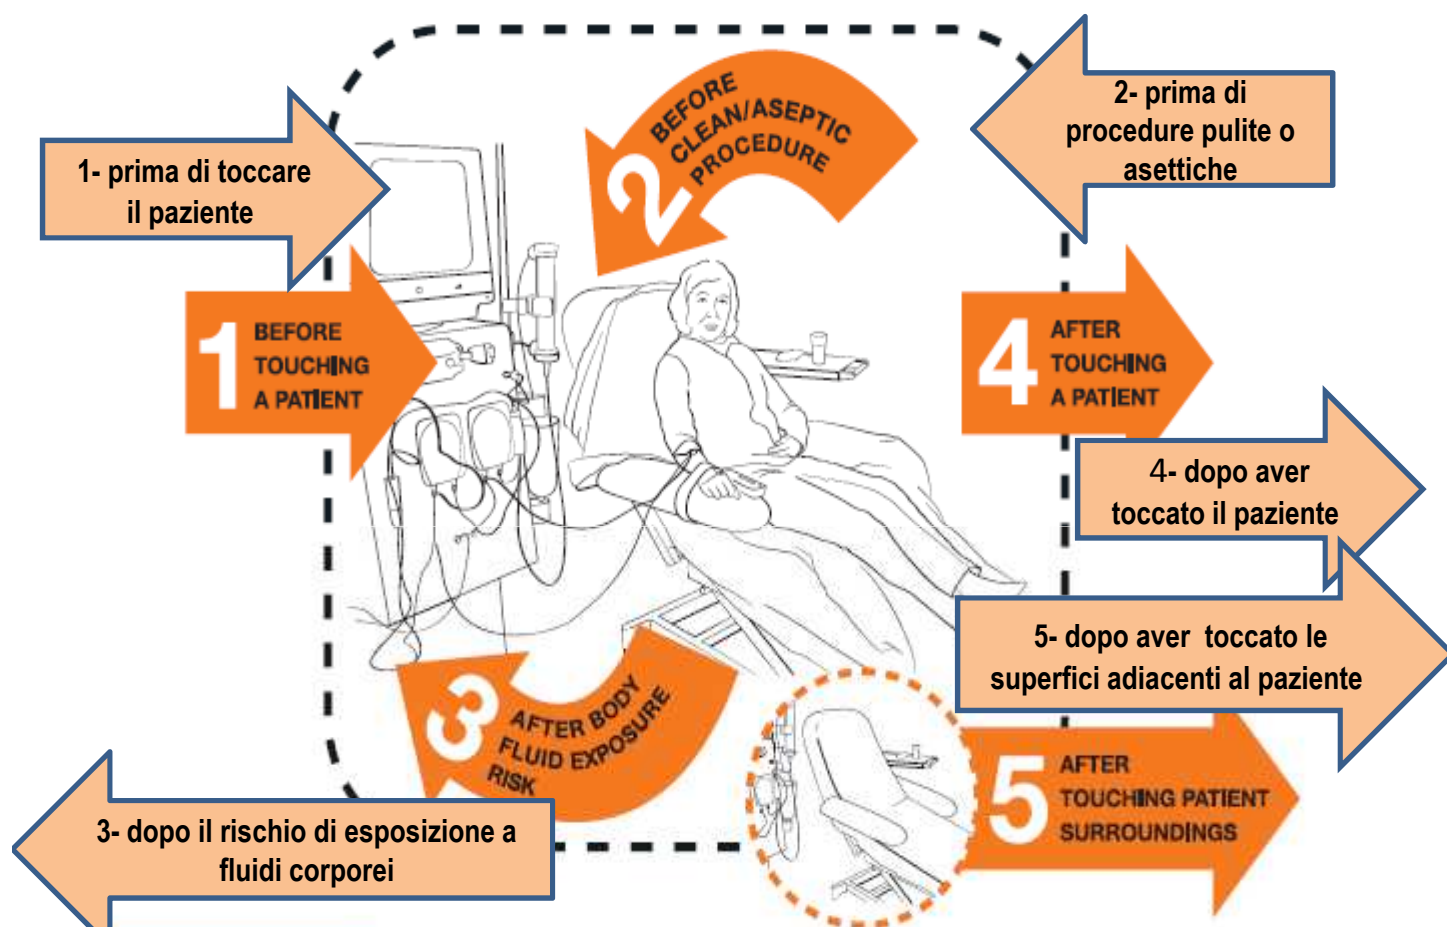 1- prima di toccare
il paziente
1
BEFORE
TOUCHING
A PATIENT
2
BEFORE
CLEAN/ASEPTIC
PROCEDURE
2- prima di
procedure pulite o
asettiche
4
AFTER
TOUCHING
A PATIENT
4- dopo aver
toccato il paziente
5- dopo aver  toccato le
superfici adiacenti al paziente
3
AFTER BODY
FLUID EXPOSURE
RISK
3- dopo il rischio di esposizione a
fluidi corporei
5
AFTER
TOUCHING PATIENT
SURROUNDINGS